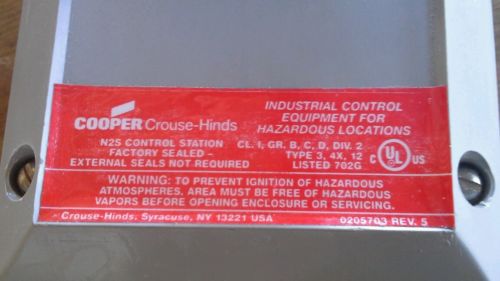 COOPER Crouse-Hinds
INDUSTRIAL CONTROL
EQUIPMENT FOR
HAZARDOUS LOCATIONS
N2S CONTROL STATION
FACTORY SEALED -
EXTERNAL SEALS NOT REQUIRED
CL. I, GR. B, C, D, DIV. 2
TYPE 3, 4X, 12
LISTED 702G
C UL US
WARNING: TO PREVENT IGNITION OF HAZARDOUS
ATMOSPHERES, AREA MUST BE FREE OF HAZARDOUS
VAPORS BEFORE OPENING ENCLOSURE OR SERVICING.
Crouse-Hinds, Syracuse, NY 13221 USA
0205703 REV. 5